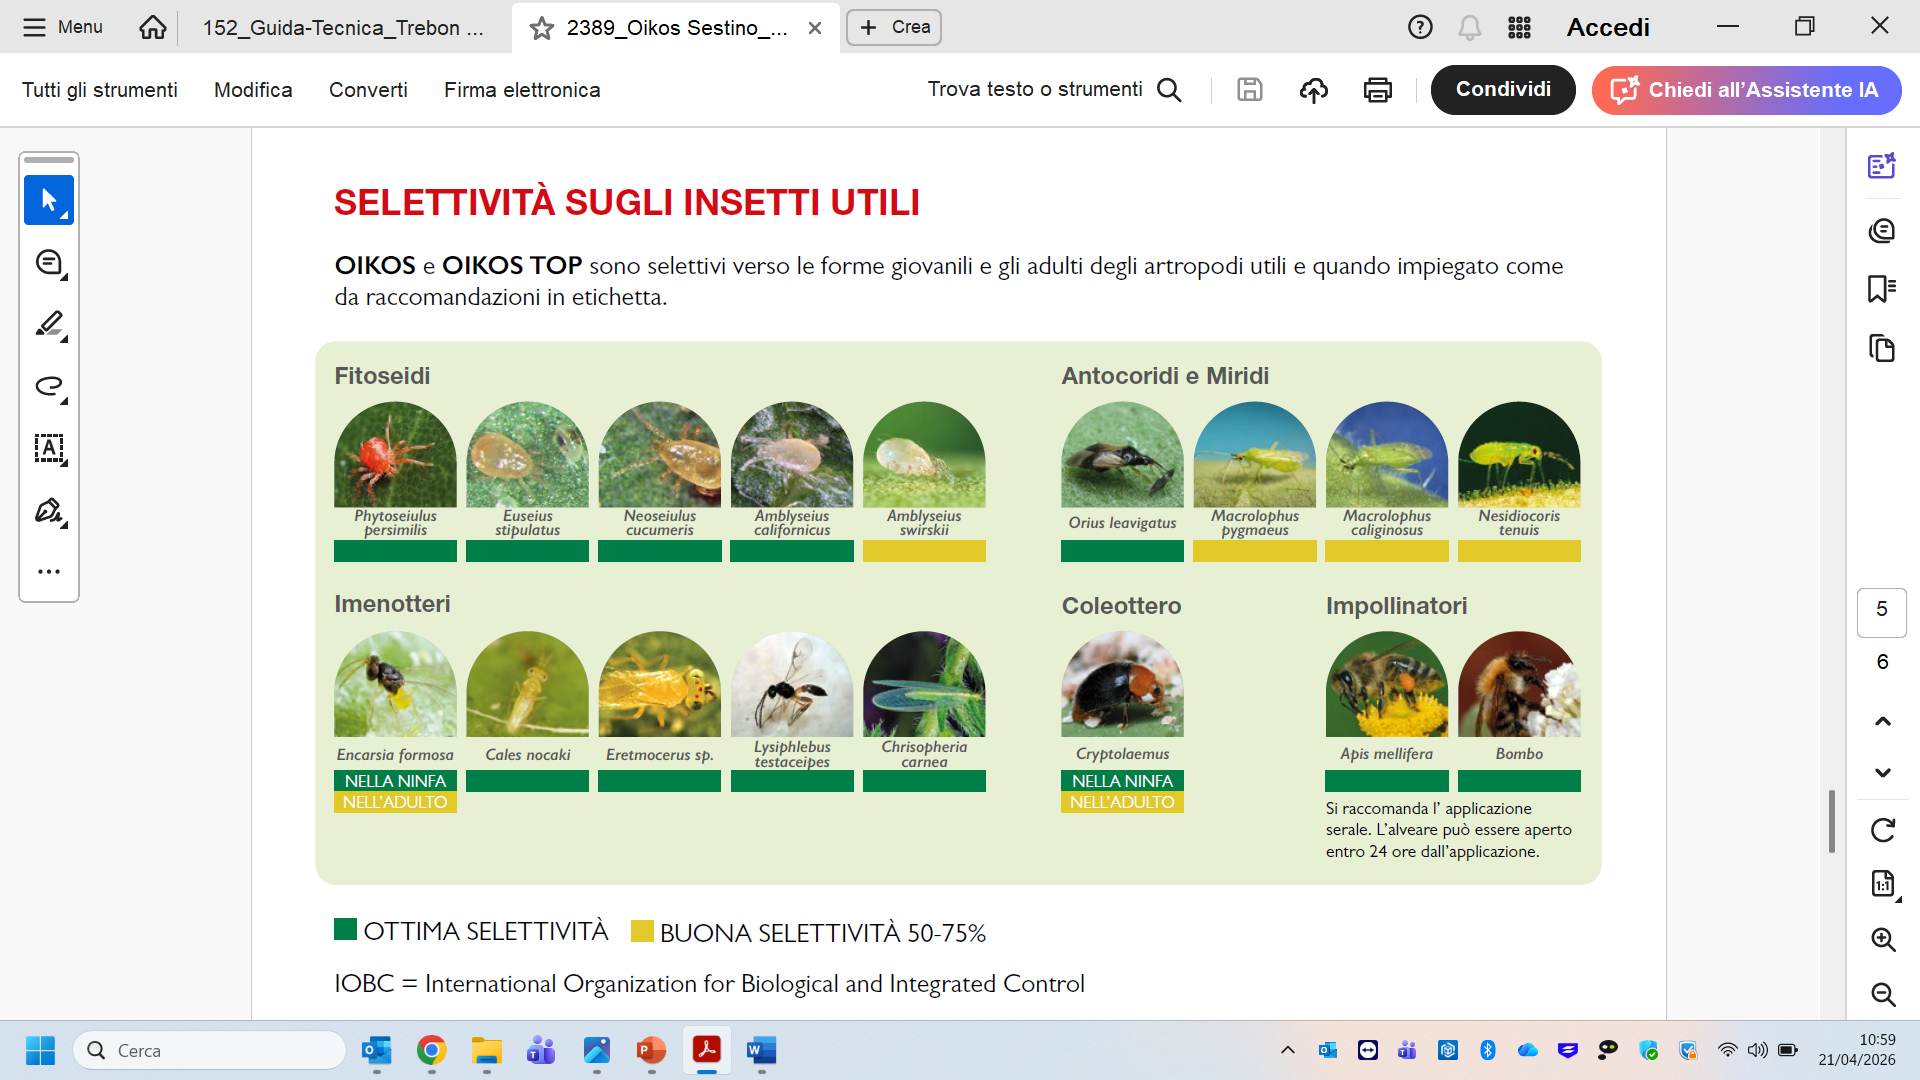 Menu
152_Guida-Tecnica_Trebon ...
2389_Oikos Sestino_...
Crea
Accedi
Tutti gli strumenti
Modifica
Converti
Firma elettronica
Trova testo o strumenti
Condividi
Chiedi all'Assistente IA
SELETTIVITÀ SUGLI INSETTI UTILI
OIKOS e OIKOS TOP sono selettivi verso le forme giovanili e gli adulti degli artropodi utili e quando impiegato come
da raccomandazioni in etichetta.
Fitoseidi
Phytoseiulus
persimilis
Euseius
stipulatus
Neoseiulus
cucumeris
Amblyseius
californicus
Amblyseius
swirskii
Antocoridi e Miridi
Orius leavigatus
Macrolophus
pygmaeus
Macrolophus
caliginosus
Nesidiocoris
tenuis
Imenotteri
Encarsia formosa
NELLA NINFA
NELL'ADULTO
Cales nocaki
Eretmocerus sp.
Lysiphlebus
testaceipes
Chrisopheria
carnea
Coleottero
Cryptolaemus
NELLA NINFA
NELL'ADULTO
Impollinatori
Apis mellifera
Bombo
Si raccomanda l' applicazione
serale. L'alveare può essere aperto
entro 24 ore dall'applicazione.
OTTIMA SELETTIVITÀ
BUONA SELETTIVITÀ 50-75%
IOBC = International Organization for Biological and Integrated Control
5
6
1:1
Cerca
10:59
21/04/2026